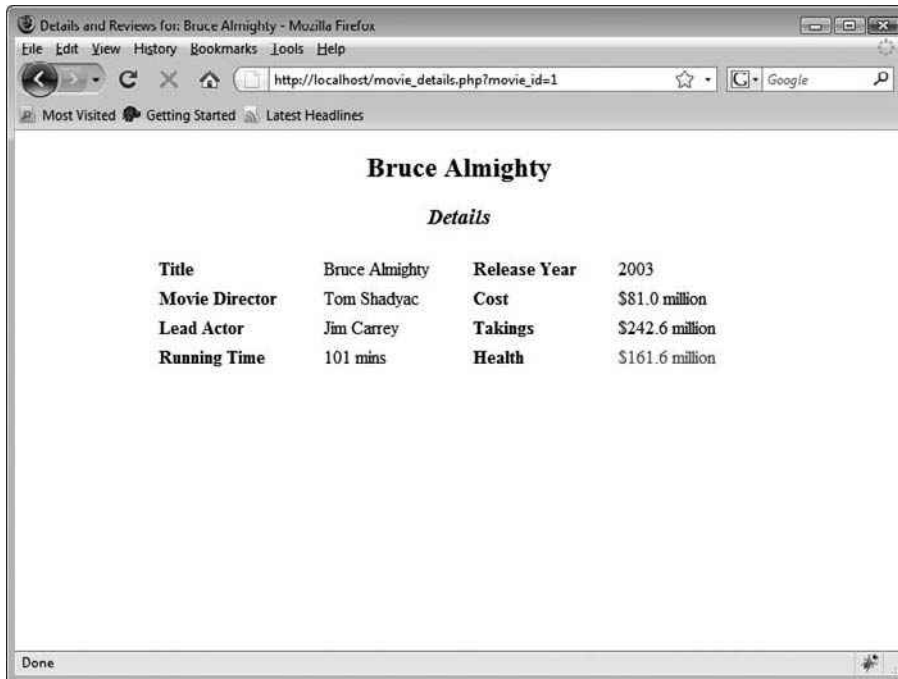 Details and Reviews for: Bruce Almighty - Mozilla Firefox
File Edit View History Bookmarks Tools Help
http://localhost/movie_details.php?movie_id=1
G Google
Most Visited Getting Started Latest Headlines
Bruce Almighty
Details
Title Bruce Almighty Release Year 2003
Movie Director Tom Shadyac Cost $81.0 million
Lead Actor Jim Carrey Takings $242.6 million
Running Time 101 mins Health $161.6 million
Done